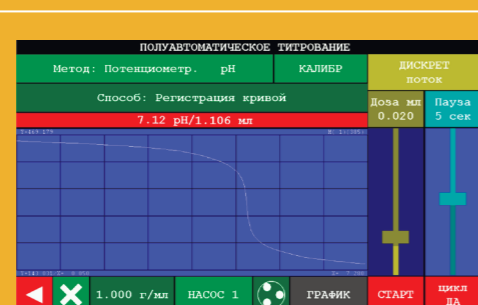 ПОЛУАВТОМАТИЧЕСКОЕ ТИТРОВАНИЕ
Метод: Потенциометр. pH
КАЛИБР
ДИСКРЕТ
поток
Способ: Регистрация кривой
Доза мл
0.020
Пауза
5 сек
7.12 pH/1.106 мл
1.000 г/мл
НАСОС 1
ГРАФИК
СТАРТ
цикл
ДА